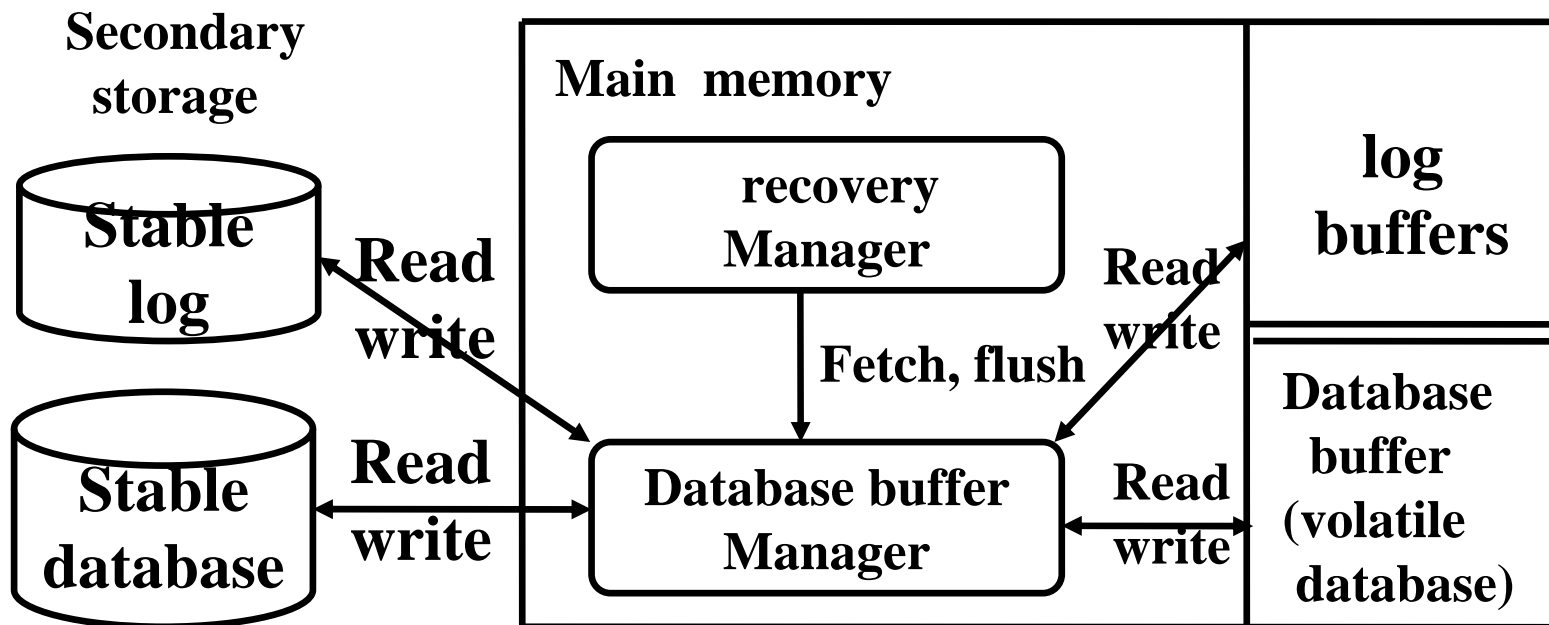 Secondary
storage
Main memory
recovery
Manager
log
buffers
Stable
log
Read
write
Read
write
Fetch, flush
Stable
database
Read
write
Database buffer
Manager
Read
write
Database
buffer
(volatile
database)